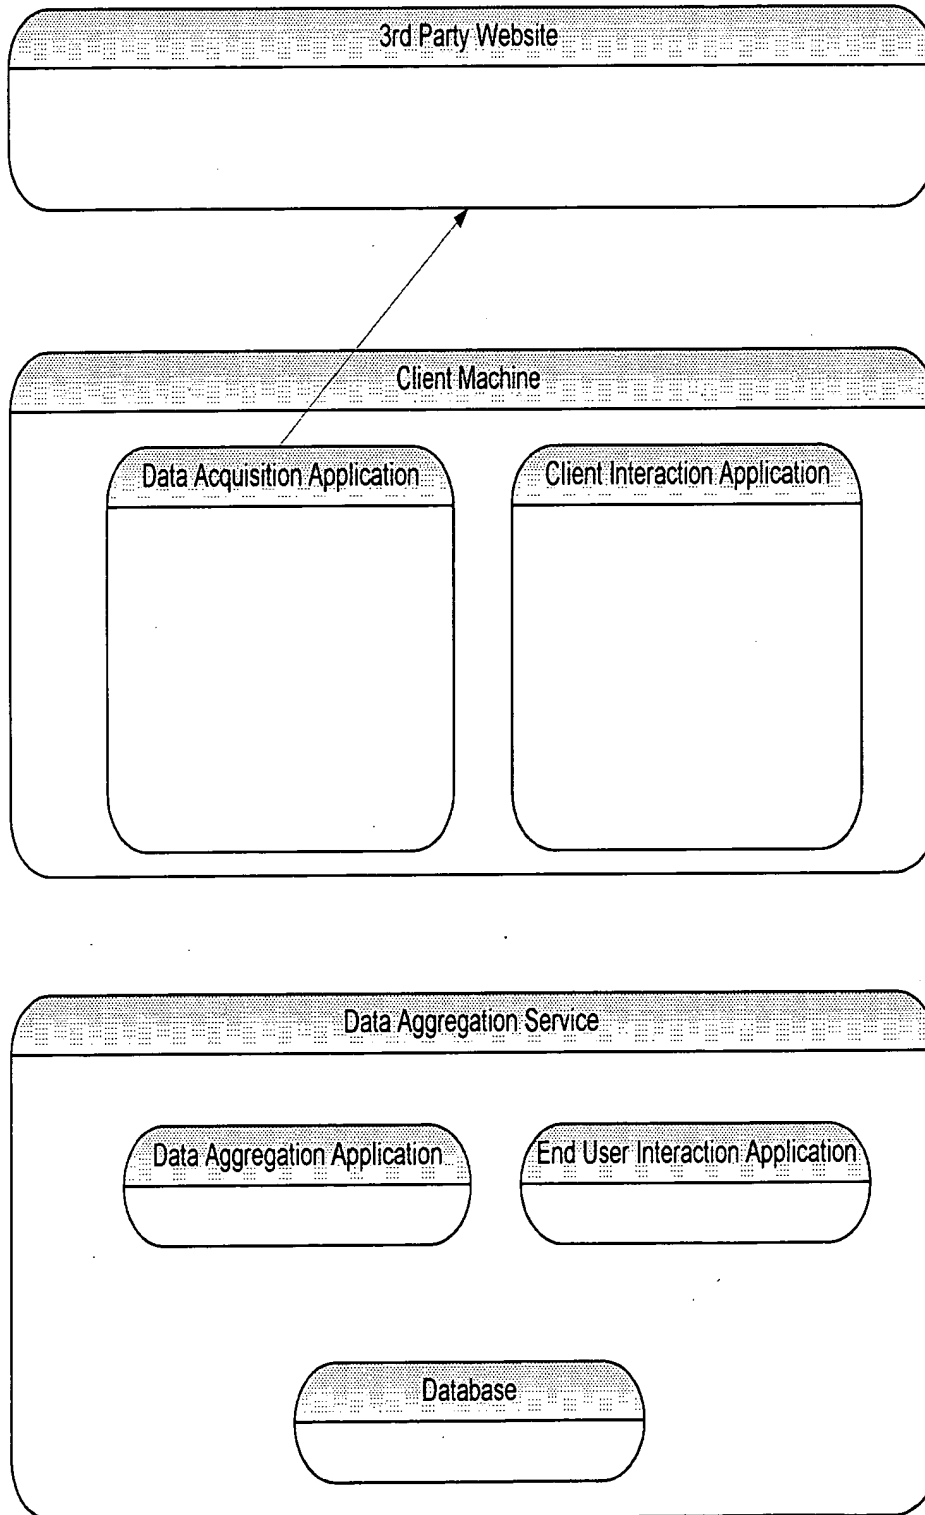 3rd Party Website
Client Machine
Data Acquisition Application
Client Interaction Application
Data Aggregation Service
Data Aggregation Application
End User Interaction Application
Database